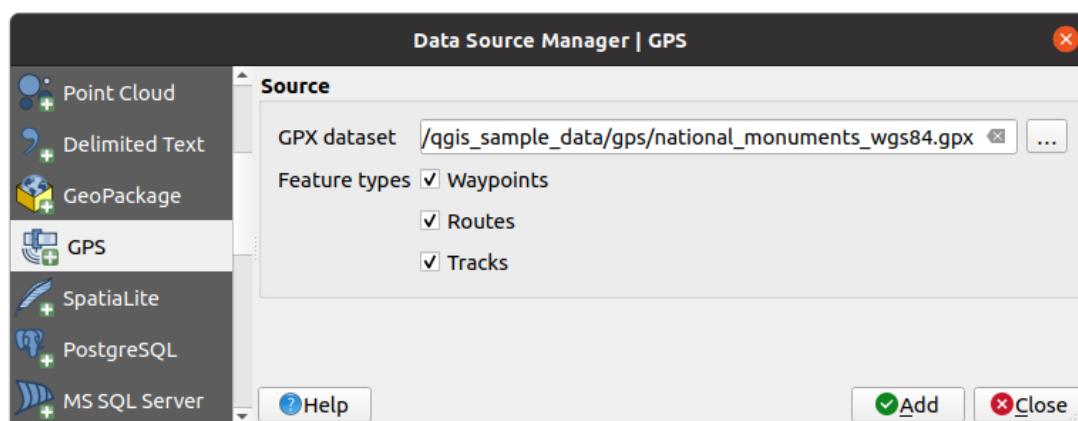 Data Source Manager | GPS
Point Cloud
Delimited Text
GeoPackage
GPS
SpatiaLite
PostgreSQL
MS SQL Server
Source
GPX dataset /qgis_sample_data/gps/national_monuments_wgs84.gpx ...
Feature types Waypoints
Routes
Tracks
Help Add Close